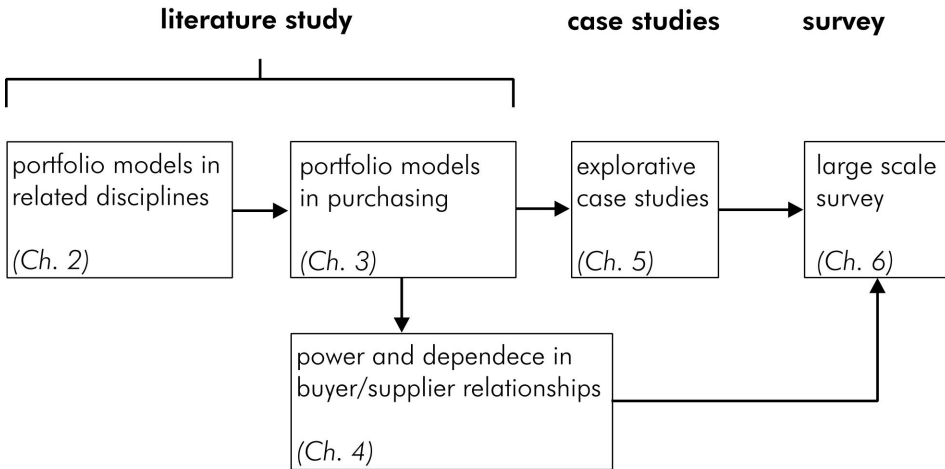 literature study
case studies
survey
portfolio models in
related disciplines
(Ch. 2)
portfolio models
in purchasing
(Ch. 3)
explorative
case studies
(Ch. 5)
large scale
survey
(Ch. 6)
power and dependece in
buyer/supplier relationships
(Ch. 4)